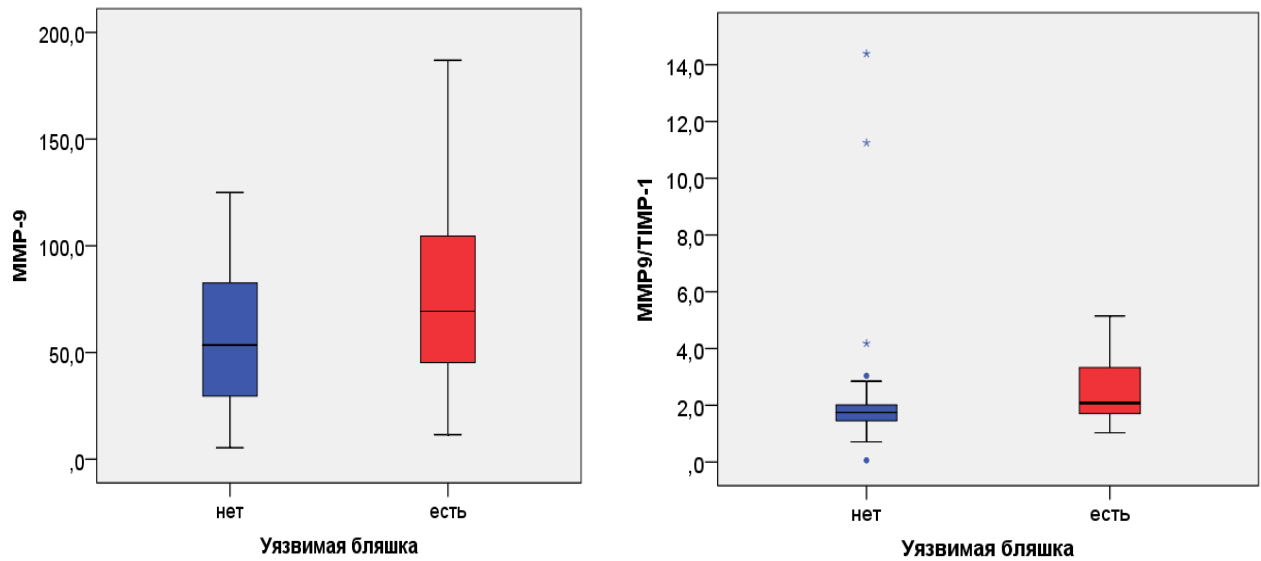 MMP-9
200,0
150,0
100,0
50,0
,0
нет
есть
Уязвимая бляшка
MMP9/TIMP-1
14,0
12,0
10,0
8,0
6,0
4,0
2,0
,0
нет
есть
Уязвимая бляшка